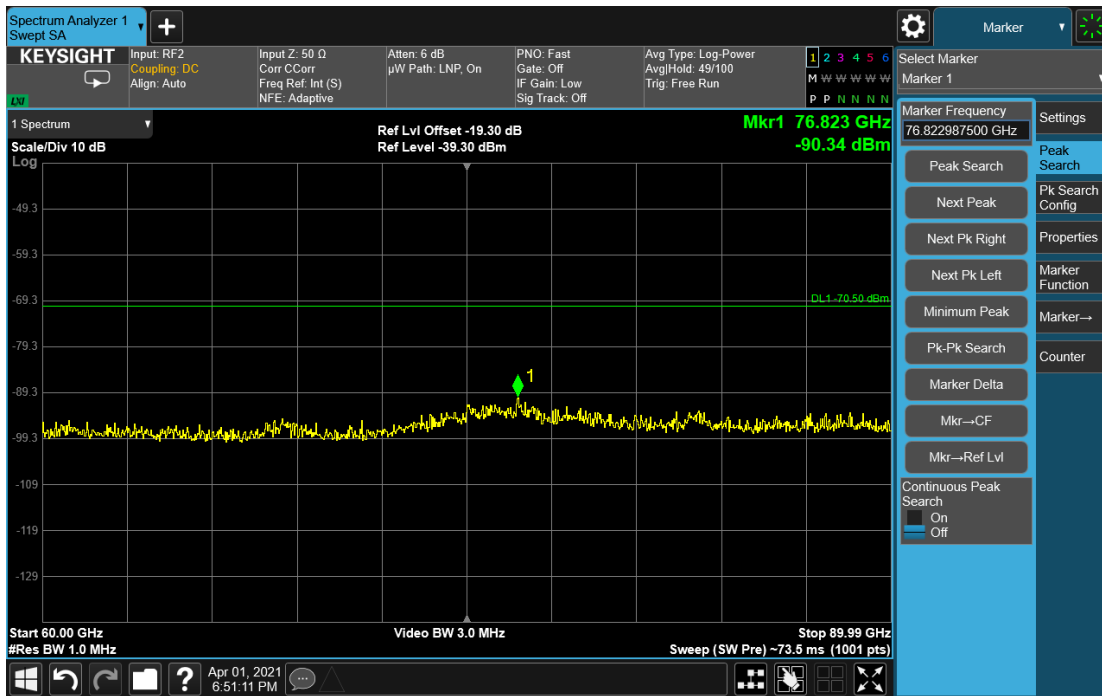 Spectrum Analyzer 1
Swept SA
Marker
KEYSIGHT
LXI
Input: RF2
Coupling: DC
Align: Auto
Input Z: 50 Ω
Corr CCorr
Freq Ref: Int (S)
NFE: Adaptive
Atten: 6 dB
µW Path: LNP, On
PNO: Fast
Gate: Off
IF Gain: Low
Sig Track: Off
Avg Type: Log-Power
Avg|Hold: 49/100
Trig: Free Run
1 2 3 4 5 6
M W W W W W
P P N N N N
Select Marker
Marker 1
1 Spectrum
Scale/Div 10 dB
Log
Ref Lvl Offset -19.30 dB
Ref Level -39.30 dBm
Mkr1 76.823 GHz
-90.34 dBm
-49.3
-59.3
-69.3
-79.3
-89.3
-99.3
-109
-119
-129
DL1 -70.50 dBm
1
Start 60.00 GHz
#Res BW 1.0 MHz
Video BW 3.0 MHz
Stop 89.99 GHz
Sweep (SW Pre) ~73.5 ms (1001 pts)
Marker Frequency
76.822987500 GHz
Peak Search
Next Peak
Next Pk Right
Next Pk Left
Minimum Peak
Pk-Pk Search
Marker Delta
Mkr→CF
Mkr→Ref Lvl
Continuous Peak
Search
On
Off
Settings
Peak
Search
Pk Search
Config
Properties
Marker
Function
Marker→
Counter
?
Apr 01, 2021
6:51:11 PM